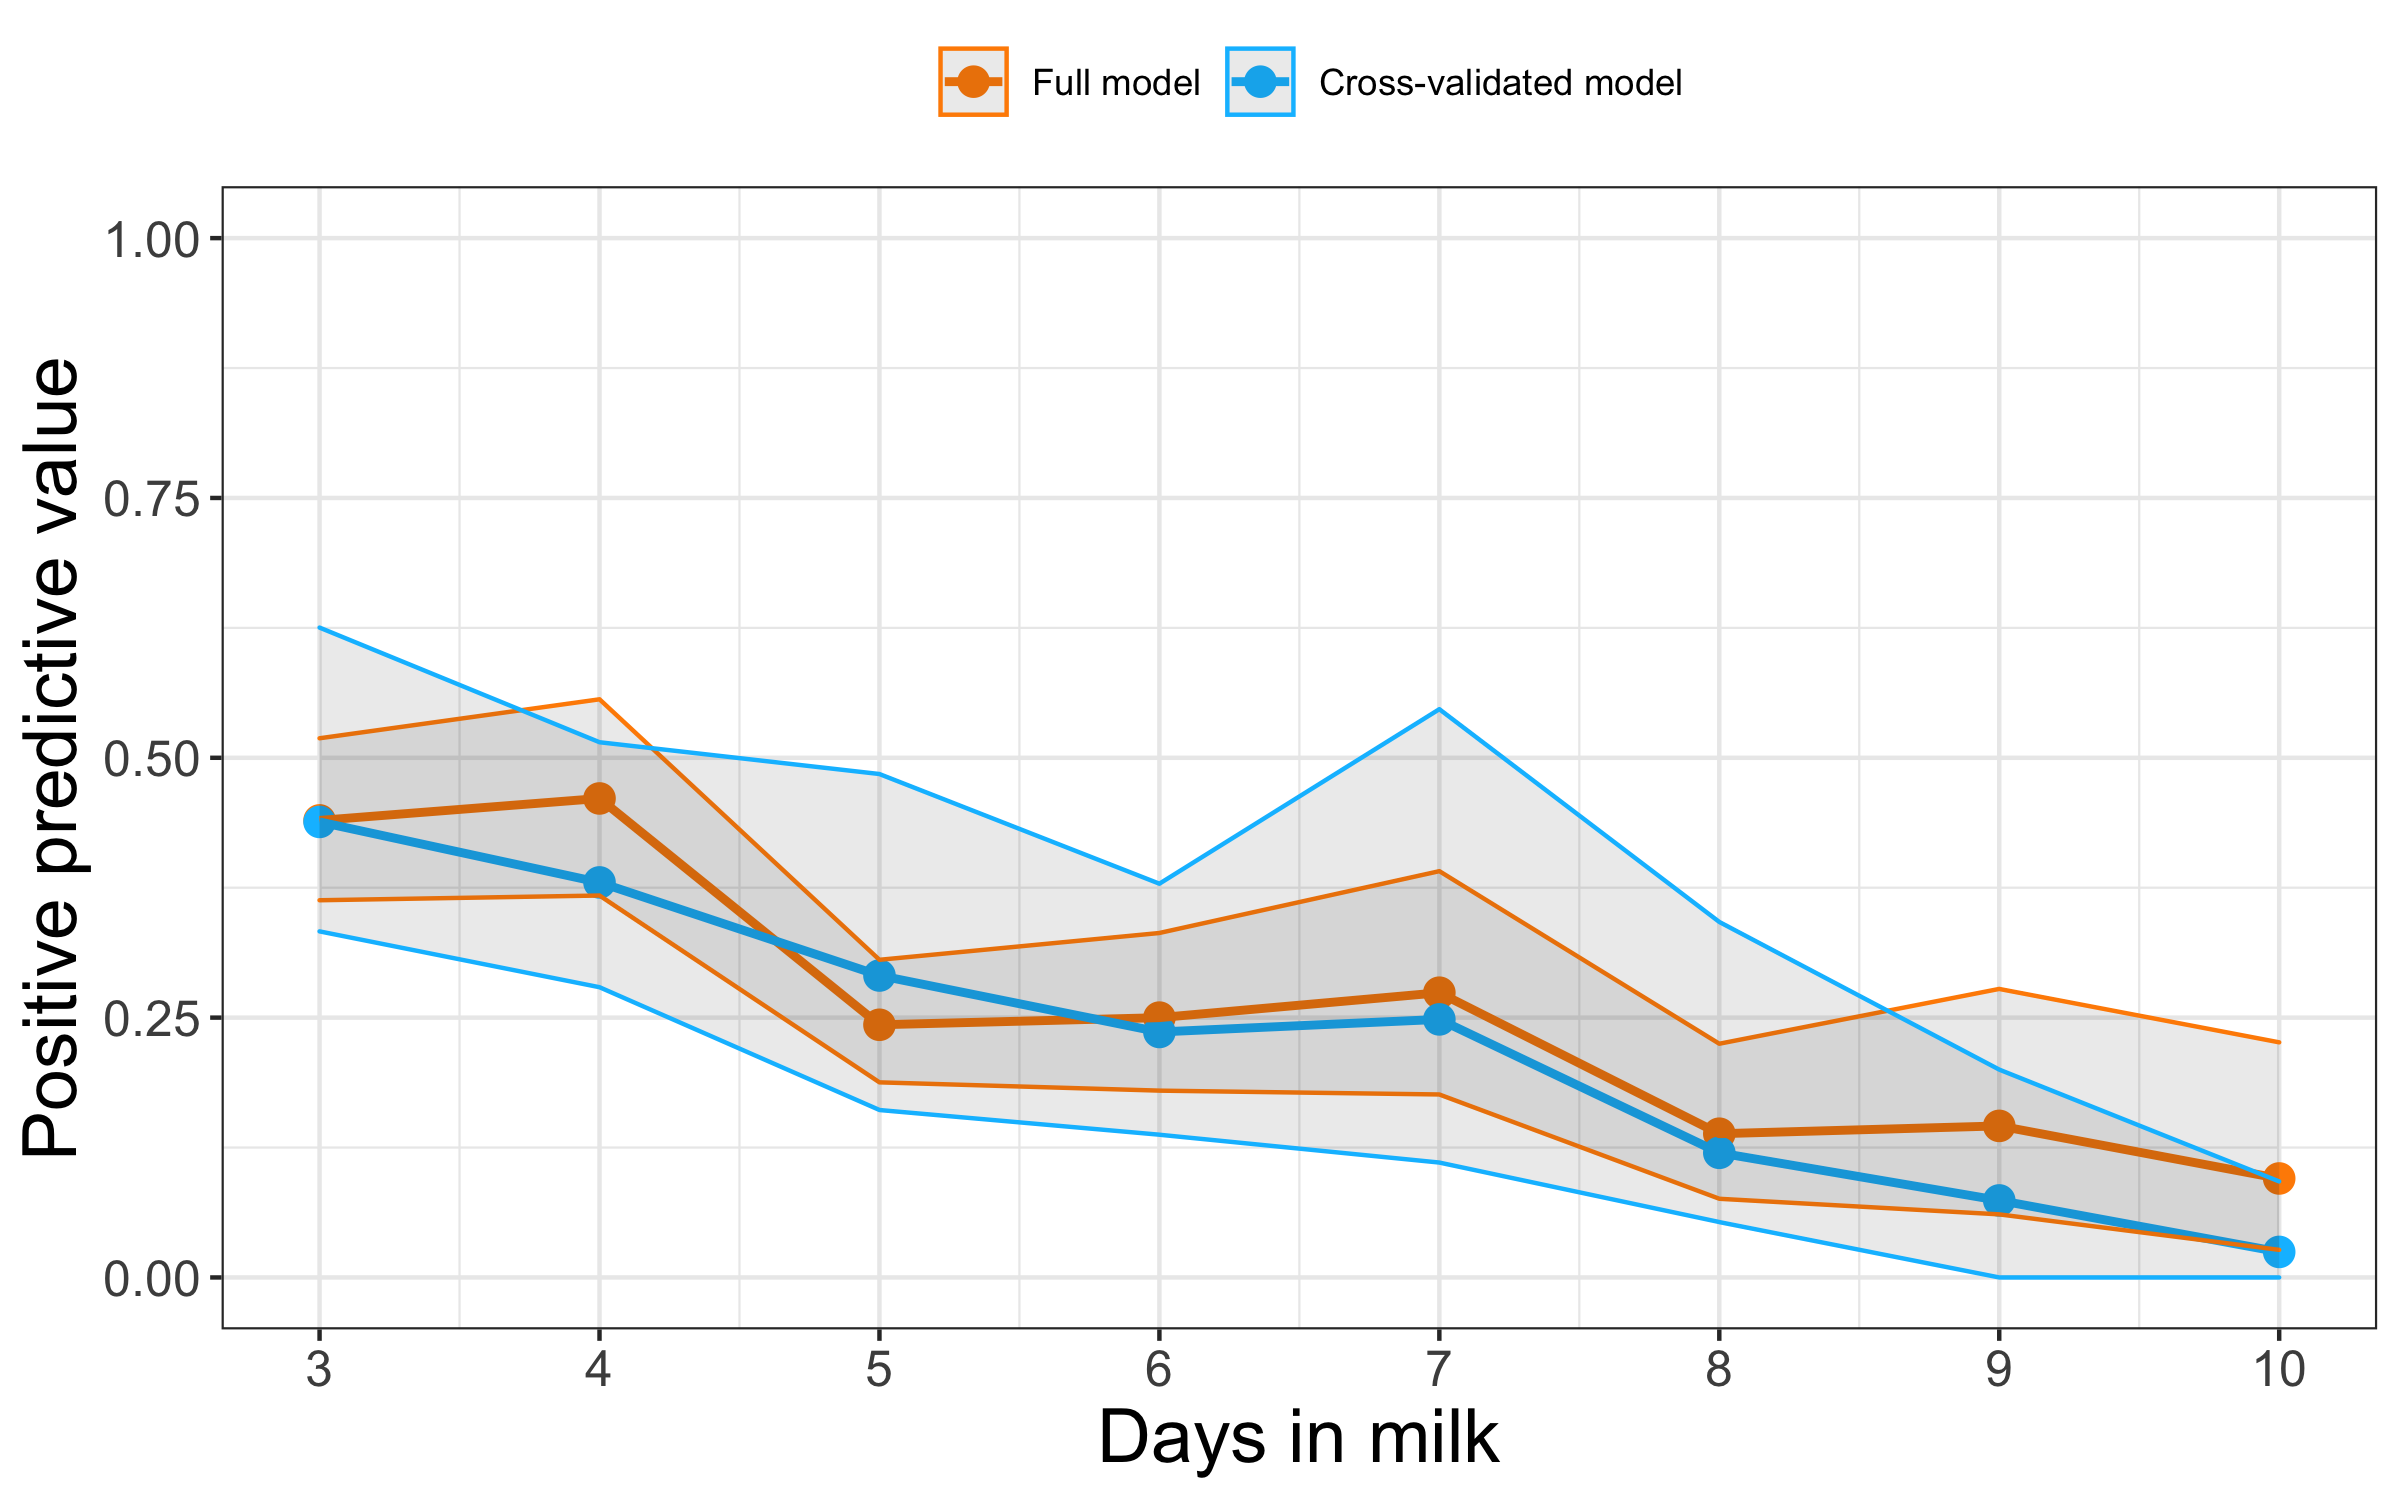 Full model
Cross-validated model
Positive predictive value
1.00
0.75
0.50
0.25
0.00
3 4 5 6 7 8 9 10
Days in milk